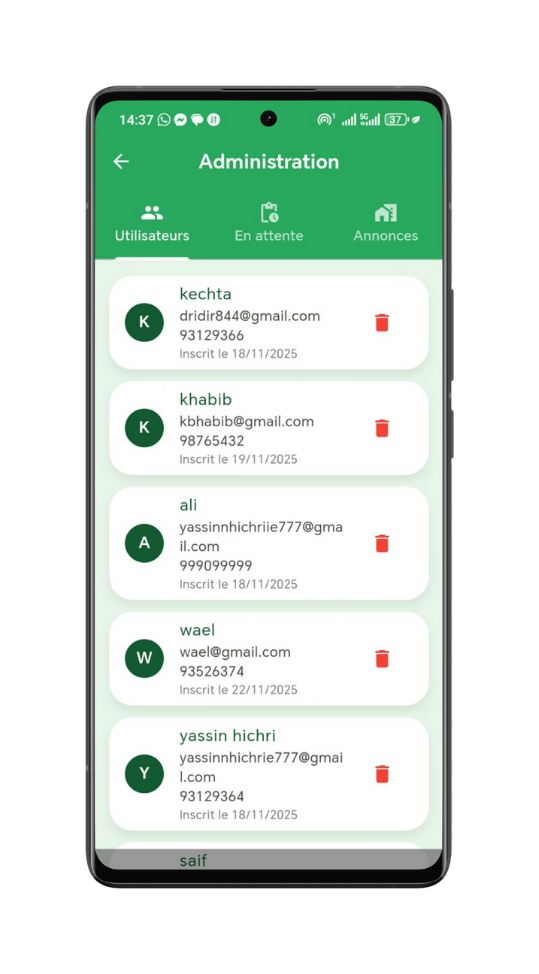 14:37
37
Administration
Utilisateurs
En attente
Annonces
K
kechta
dridir844@gmail.com
93129366
Inscrit le 18/11/2025
K
khabib
kbhabib@gmail.com
98765432
Inscrit le 19/11/2025
A
ali
yassinnhichriie777@gma
il.com
999099999
Inscrit le 18/11/2025
W
wael
wael@gmail.com
93526374
Inscrit le 22/11/2025
Y
yassin hichri
yassinnhichrie777@gmai
l.com
93129364
Inscrit le 18/11/2025
saif